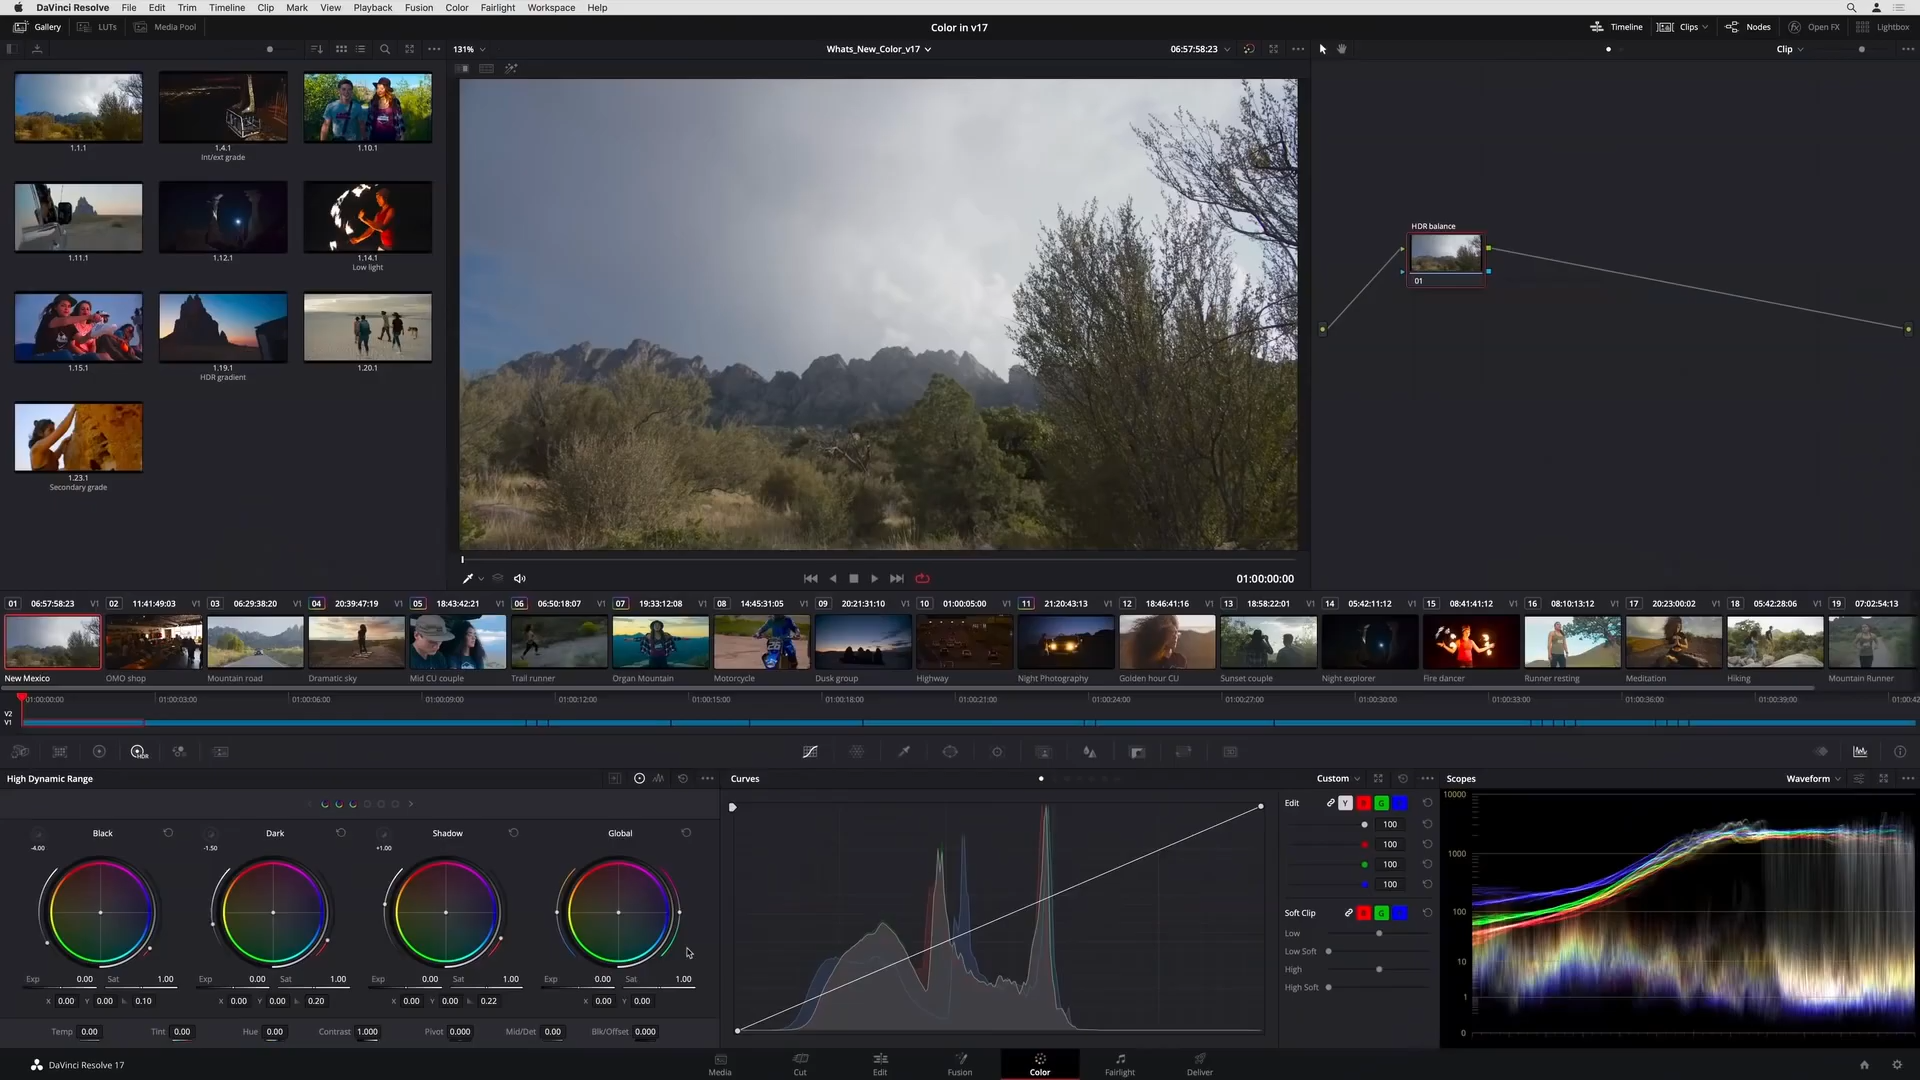 DaVinci Resolve File Edit Trim Timeline Clip Mark View Playback Fusion Color Fairlight Workspace Help
Gallery LUTs Media Pool Color in v17 Timeline Clips Nodes Open FX Lightbox
131% Whats_New_Color_v17 06:57:58:23 Clip
1.1.1 1.4.1 1.10.1
Int/ext grade
1.11.1 1.12.1 1.14.1
Low light
1.15.1 1.19.1 1.20.1
HDR gradient
1.23.1
Secondary grade
HDR balance
01
01:00:00:00
01 06:57:58:23 V1 02 11:41:49:03 V1 03 06:29:38:20 V1 04 20:39:47:19 V1 05 18:43:42:21 V1 06 06:50:18:07 V1 07 19:33:12:08 V1 08 14:45:31:05 V1 09 20:21:31:10 V1 10 01:00:05:00 V1 11 21:20:43:13 V1 12 18:46:41:16 V1 13 18:58:22:01 V1 14 05:42:11:12 V1 15 08:41:41:12 V1 16 08:10:13:12 V1 17 20:23:00:02 V1 18 05:42:28:06 V1 19 07:02:54:13
New Mexico OMO shop Mountain road Dramatic sky Mid CU couple Trail runner Organ Mountain Motorcycle Dusk group Highway Night Photography Golden hour CU Sunset couple Night explorer Fire dancer Runner resting Meditation Hiking Mountain Runner
01:00:00:00 01:00:03:00 01:00:06:00 01:00:09:00 01:00:12:00 01:00:15:00 01:00:18:00 01:00:21:00 01:00:24:00 01:00:27:00 01:00:30:00 01:00:33:00 01:00:36:00 01:00:39:00 01:00:42
V2
V1
HDR
High Dynamic Range Curves Custom Scopes Waveform
Black Dark Shadow Global
-4.00 -1.50 +1.00
Exp 0.00 Sat 1.00 Exp 0.00 Sat 1.00 Exp 0.00 Sat 1.00 Exp 0.00 Sat 1.00
X 0.00 Y 0.00 0.10 X 0.00 Y 0.00 0.20 X 0.00 Y 0.00 0.22 X 0.00 Y 0.00
Temp 0.00 Tint 0.00 Hue 0.00 Contrast 1.000 Pivot 0.000 Mid/Det 0.00 Blk/Offset 0.000
Edit Y R G
100
100
100
100
Soft Clip R G
Low
Low Soft
High
High Soft
10000
1000
100
10
1
0
DaVinci Resolve 17 Media Cut Edit Fusion Color Fairlight Deliver